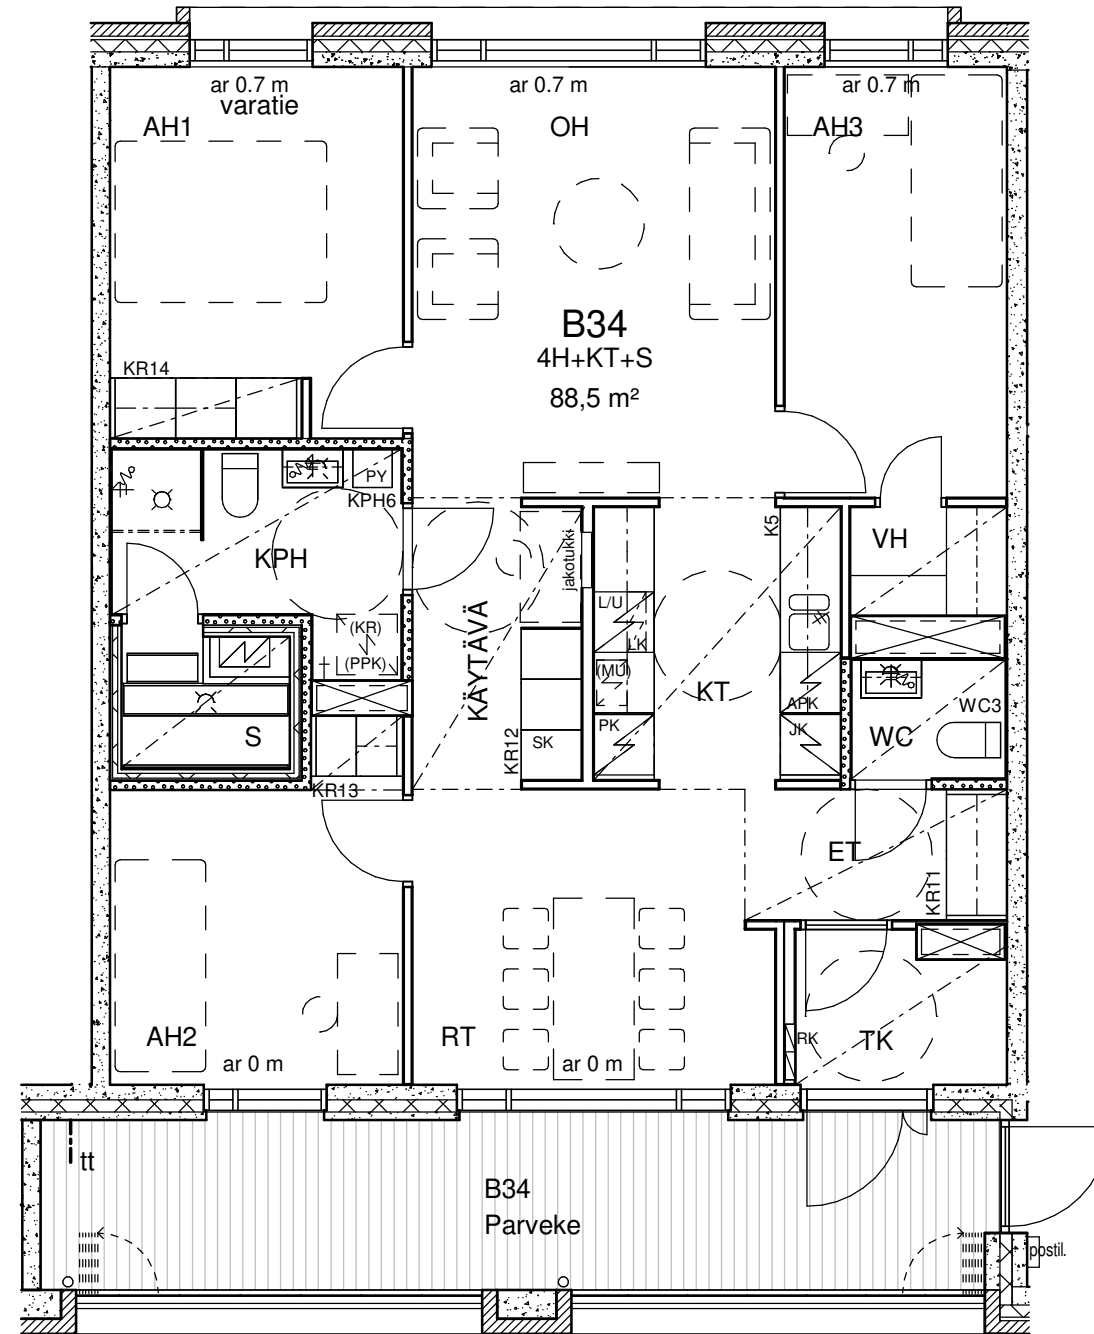 ar 0.7 m
varatie
ar 0.7 m
ar 0.7 m
AH1
OH
AH3
B34
4H+KT+S
88,5 m²
KR14
PY
KPH6
KPH
jakotukki
K5
VH
L/U
LK
(KR)
(PPK)
(MU)
KÄYTÄVÄ
KT
APK
WC3
S
KR12
SK
PK
JK
WC
KR13
ET
KR11
AH2
ar 0 m
RT
ar 0 m
RK
TK
tt
B34
Parveke
postil.